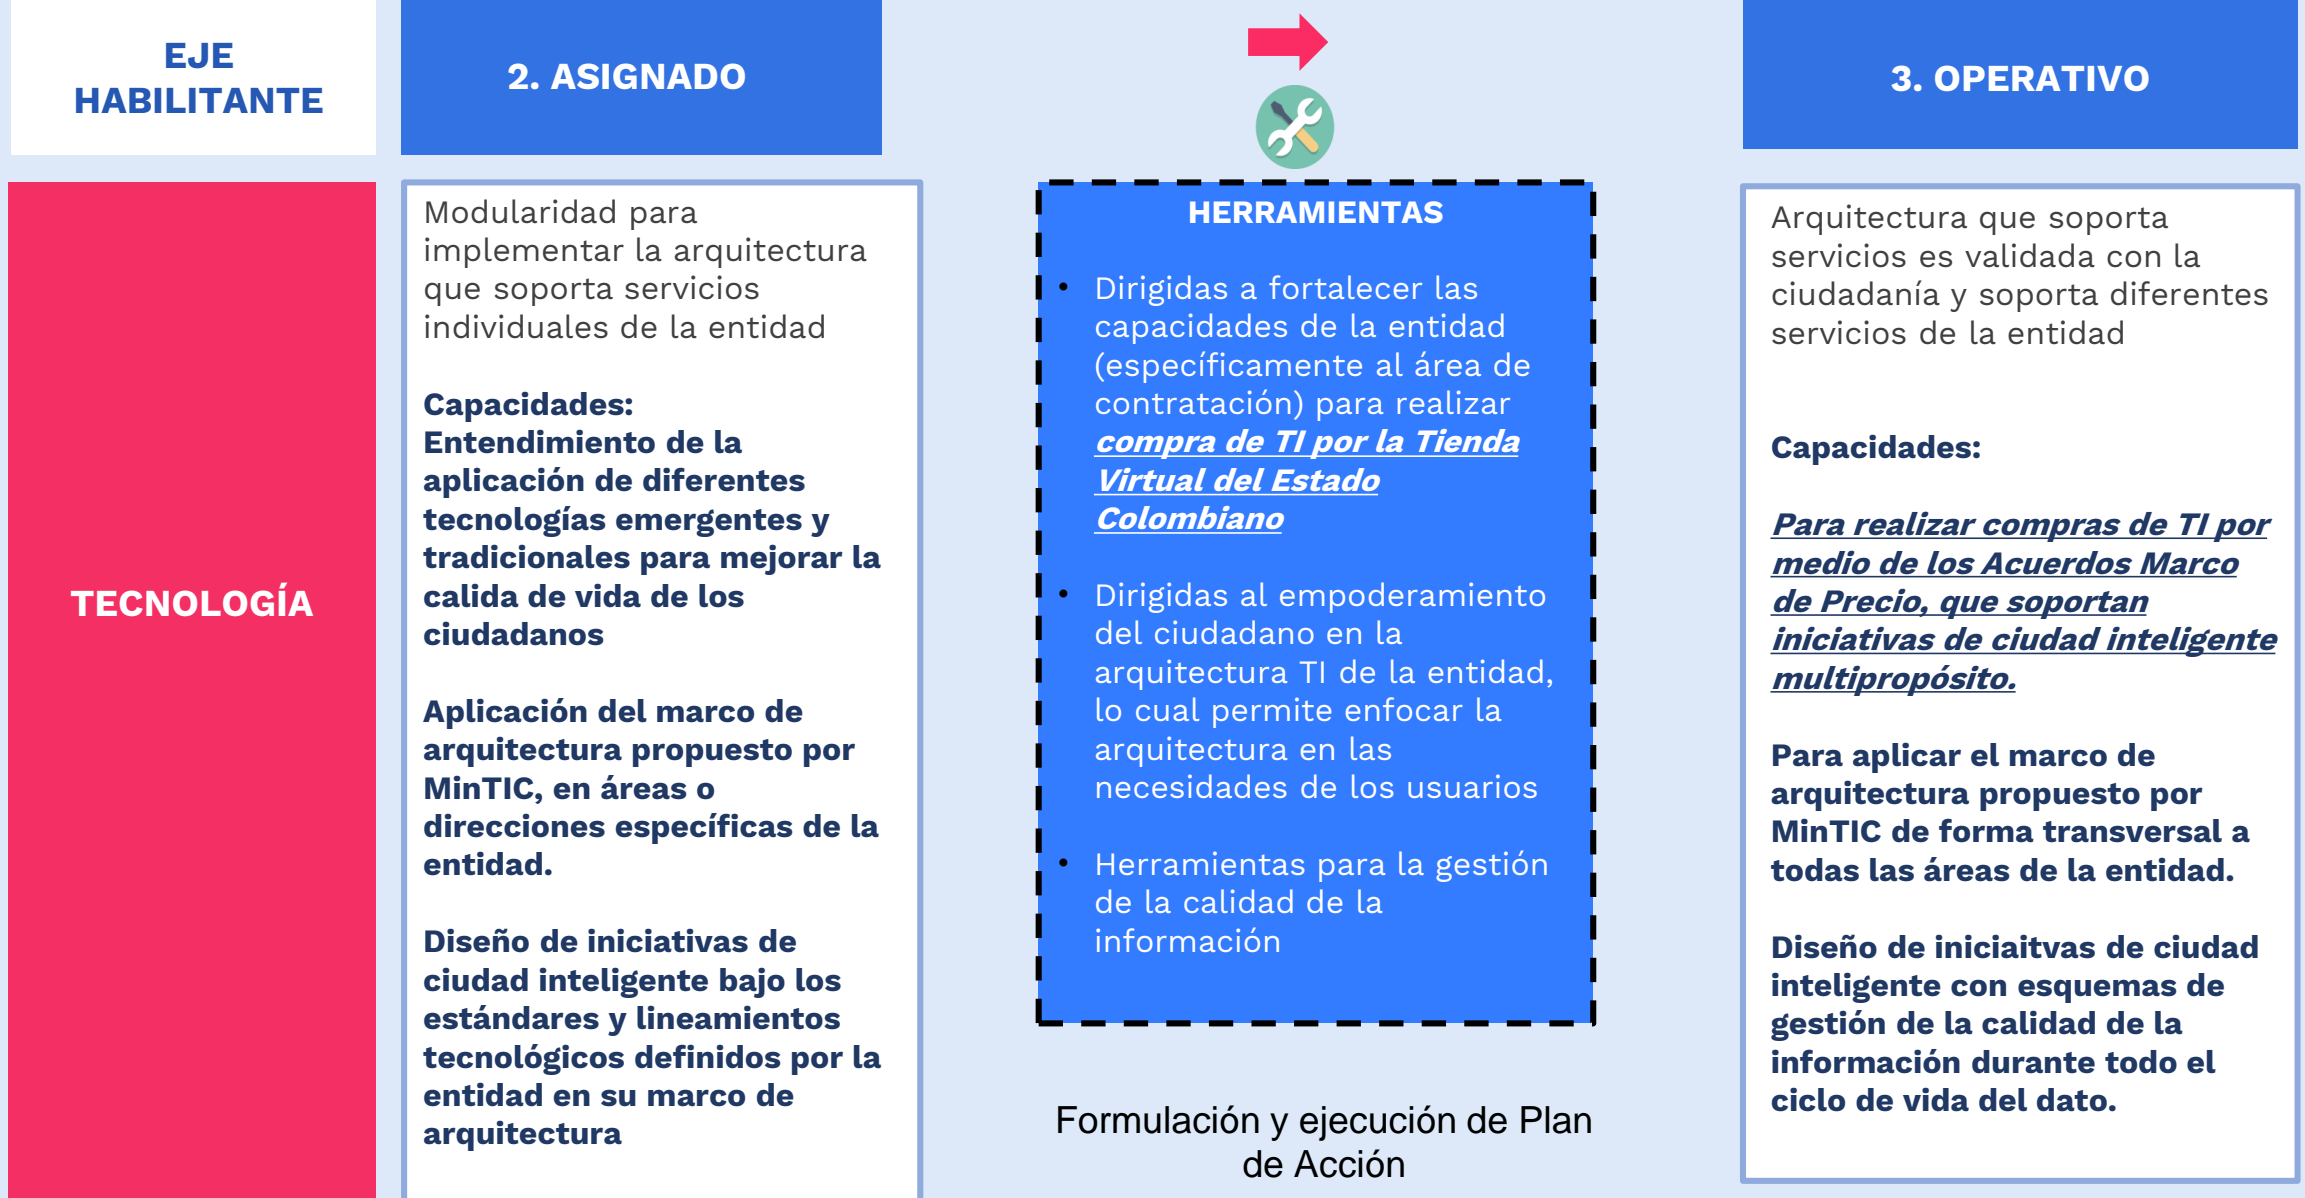 EJE
HABILITANTE
2. ASIGNADO
3. OPERATIVO
TECNOLOGÍA
Modularidad para
implementar la arquitectura
que soporta servicios
individuales de la entidad
Capacidades:
Entendimiento de la
aplicación de diferentes
tecnologías emergentes y
tradicionales para mejorar la
calida de vida de los
ciudadanos
Aplicación del marco de
arquitectura propuesto por
MinTIC, en áreas o
direcciones específicas de la
entidad.
Diseño de iniciativas de
ciudad inteligente bajo los
estándares y lineamientos
tecnológicos definidos por la
entidad en su marco de
arquitectura
HERRAMIENTAS
• Dirigidas a fortalecer las
capacidades de la entidad
(específicamente al área de
contratación) para realizar
compra de TI por la Tienda
Virtual del Estado
Colombiano
• Dirigidas al empoderamiento
del ciudadano en la
arquitectura TI de la entidad,
lo cual permite enfocar la
arquitectura en las
necesidades de los usuarios
• Herramientas para la gestión
de la calidad de la
información
Formulación y ejecución de Plan
de Acción
Arquitectura que soporta
servicios es validada con la
ciudadanía y soporta diferentes
servicios de la entidad
Capacidades:
Para realizar compras de TI por
medio de los Acuerdos Marco
de Precio, que soportan
iniciativas de ciudad inteligente
multipropósito.
Para aplicar el marco de
arquitectura propuesto por
MinTIC de forma transversal a
todas las áreas de la entidad.
Diseño de iniciaitvas de ciudad
inteligente con esquemas de
gestión de la calidad de la
información durante todo el
ciclo de vida del dato.